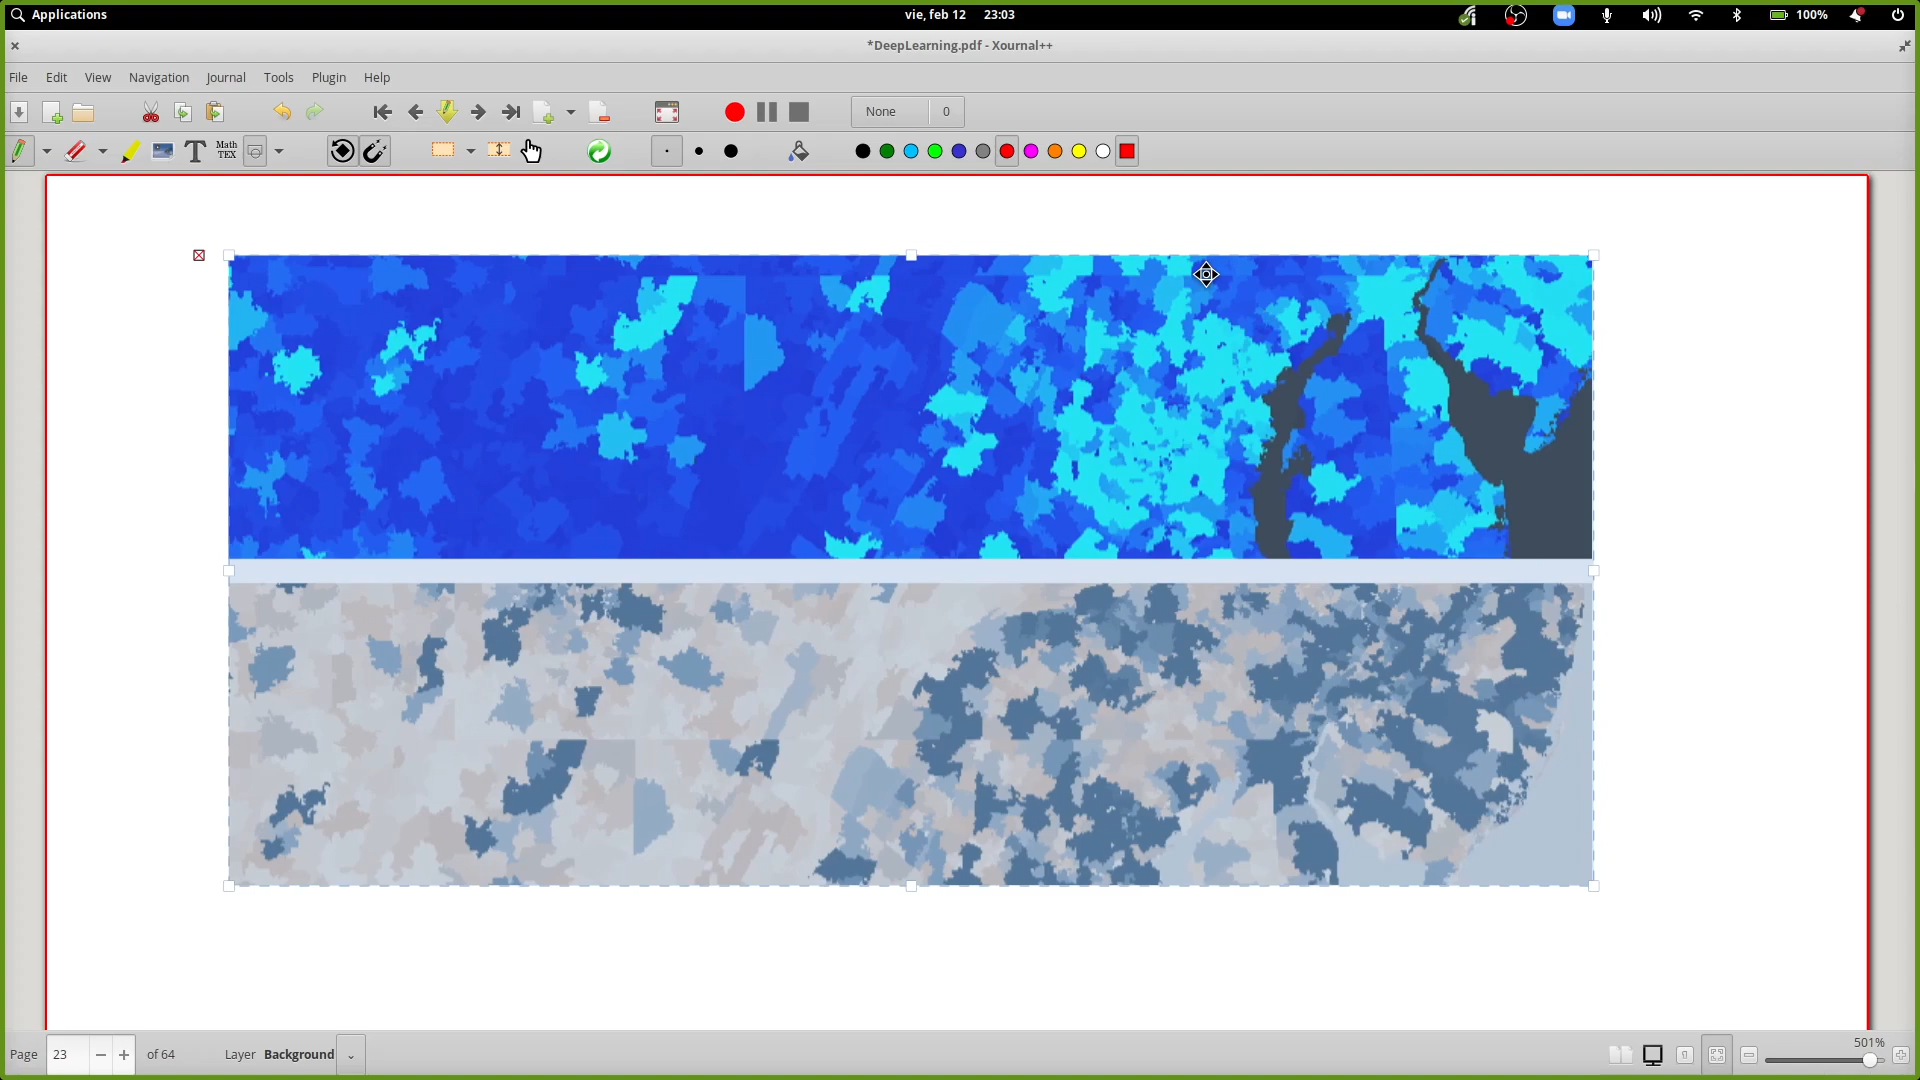 Applications
vie, feb 12 23:03
100%
*DeepLearning.pdf - Xournal++
File Edit View Navigation Journal Tools Plugin Help
None 0
T
Math
TEX
Page 23 of 64 Layer Background
501%